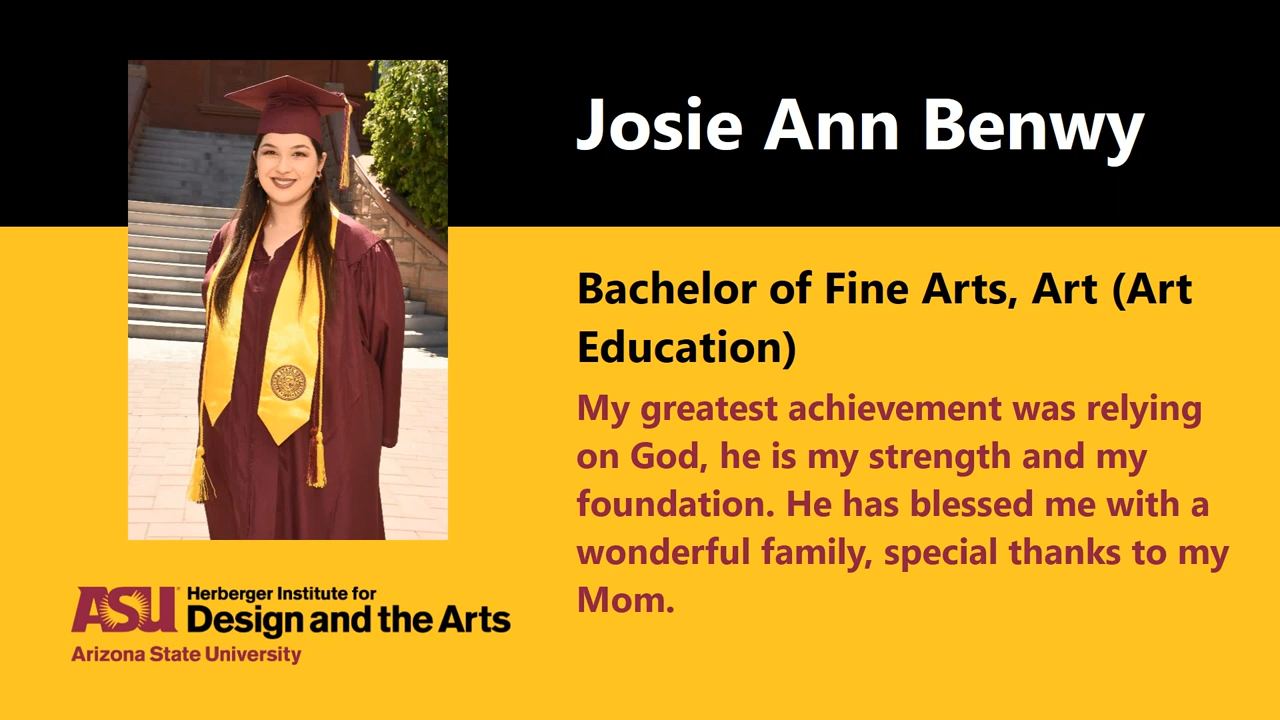 Josie Ann Benwy
Bachelor of Fine Arts, Art (Art
Education)
My greatest achievement was relying
on God, he is my strength and my
foundation. He has blessed me with a
wonderful family, special thanks to my
Mom.
ASU Herberger Institute for
Design and the Arts
Arizona State University